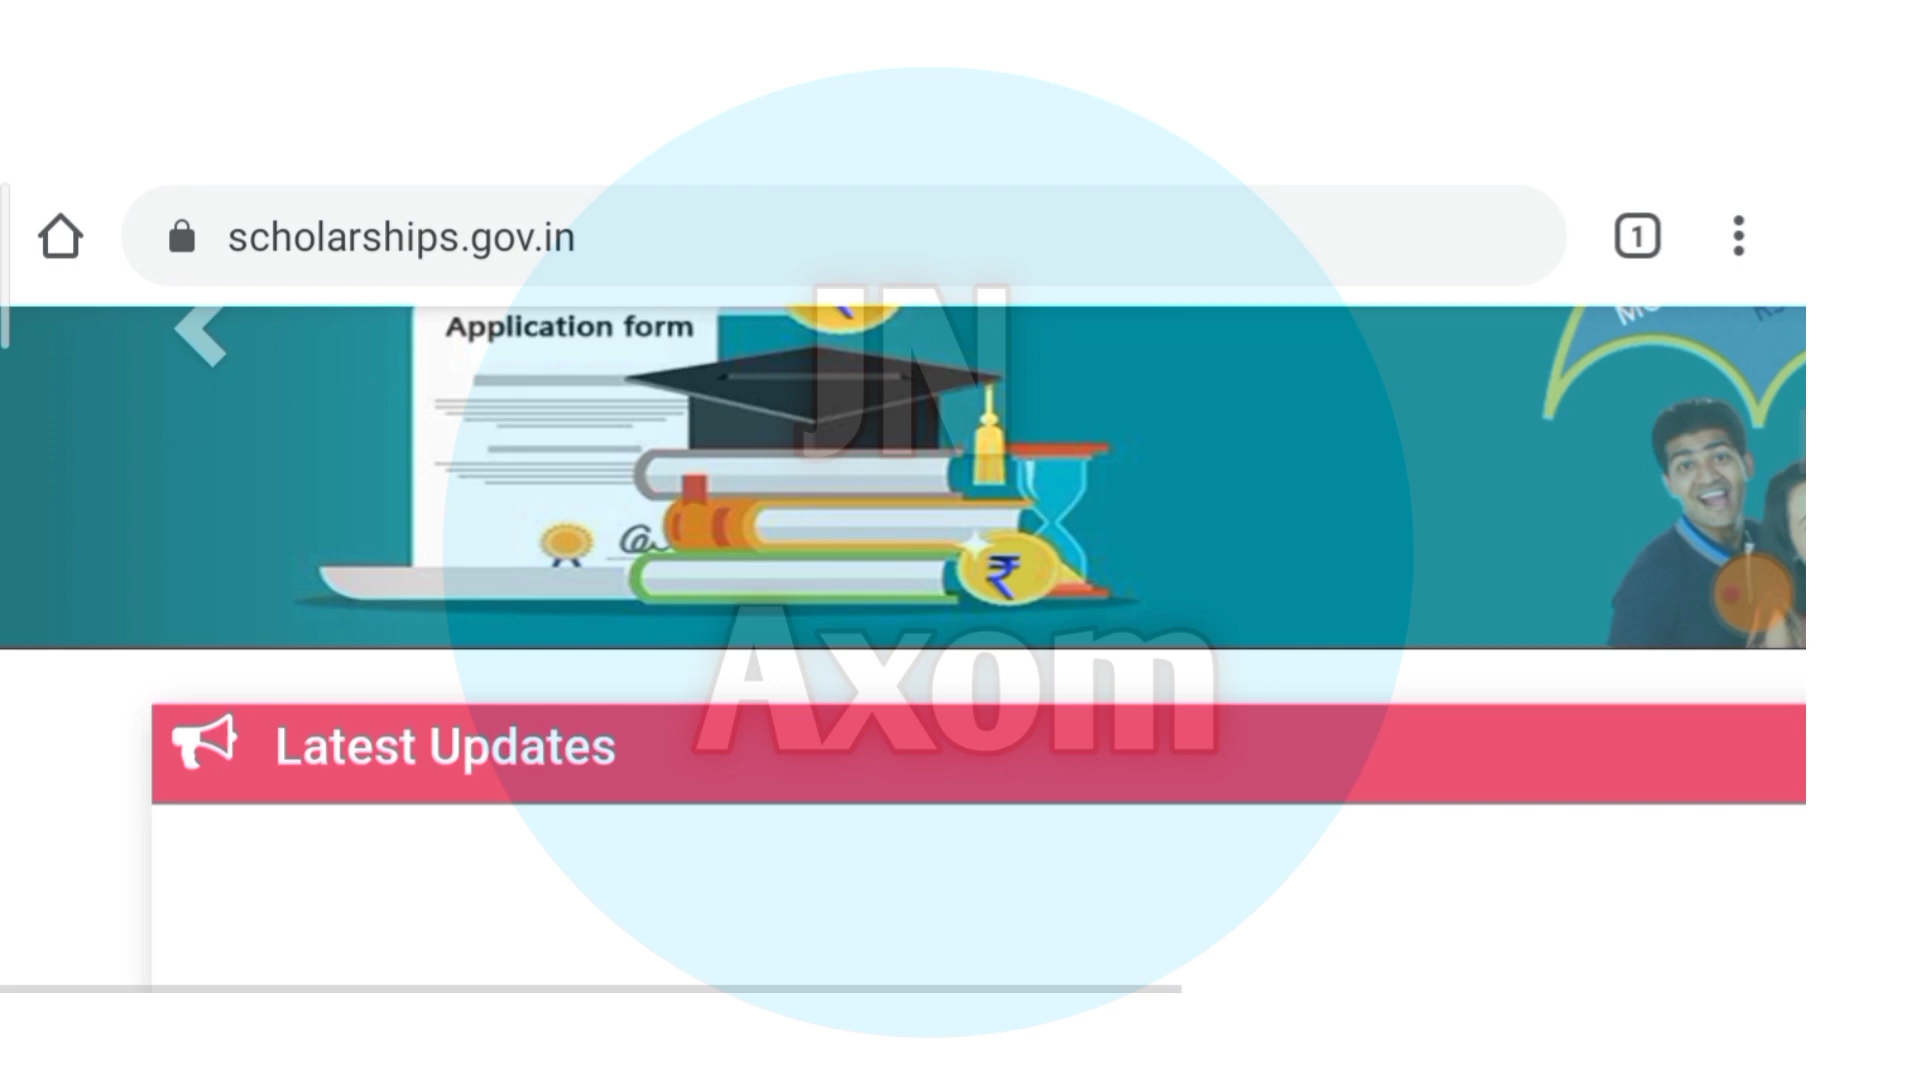 scholarships.gov.in
1
Application form
₹
JN
Latest Updates
Axom